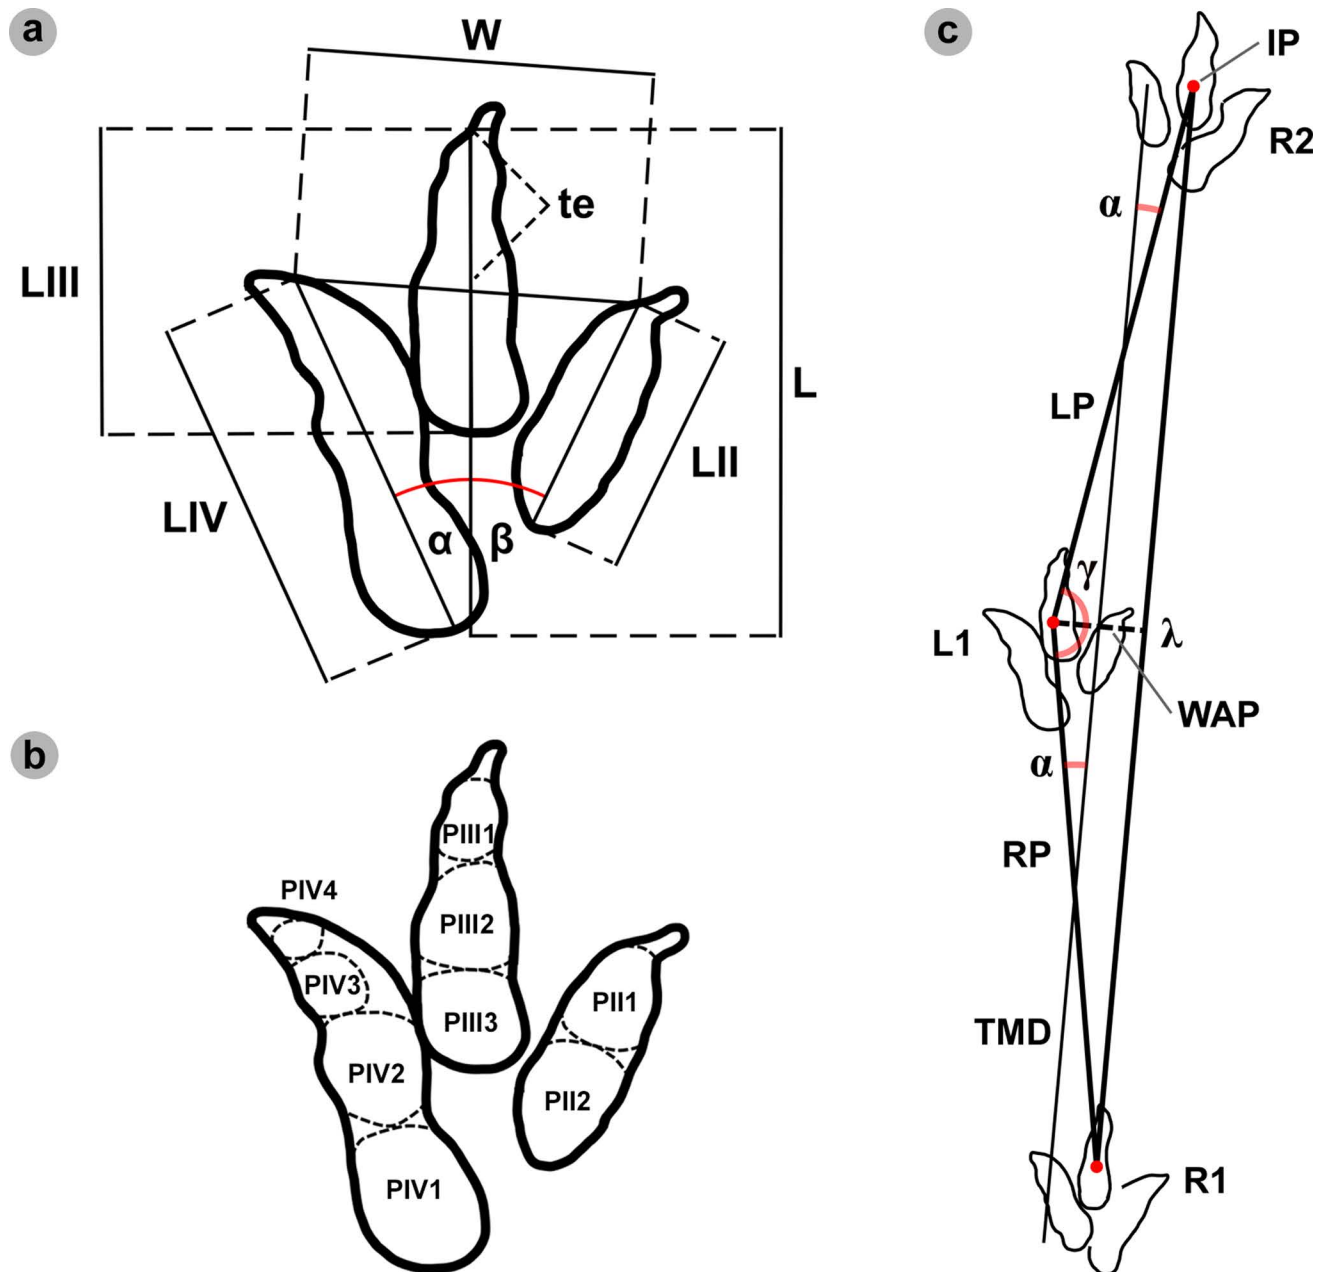 a
W
te
LIII
L
LII
LIV
α
β
b
PIII1
PIV4
PIII2
PIV3
PII1
PIII3
PIV2
PII2
PIV1
c
IP
R2
α
LP
γ
L1
λ
WAP
α
RP
TMD
R1